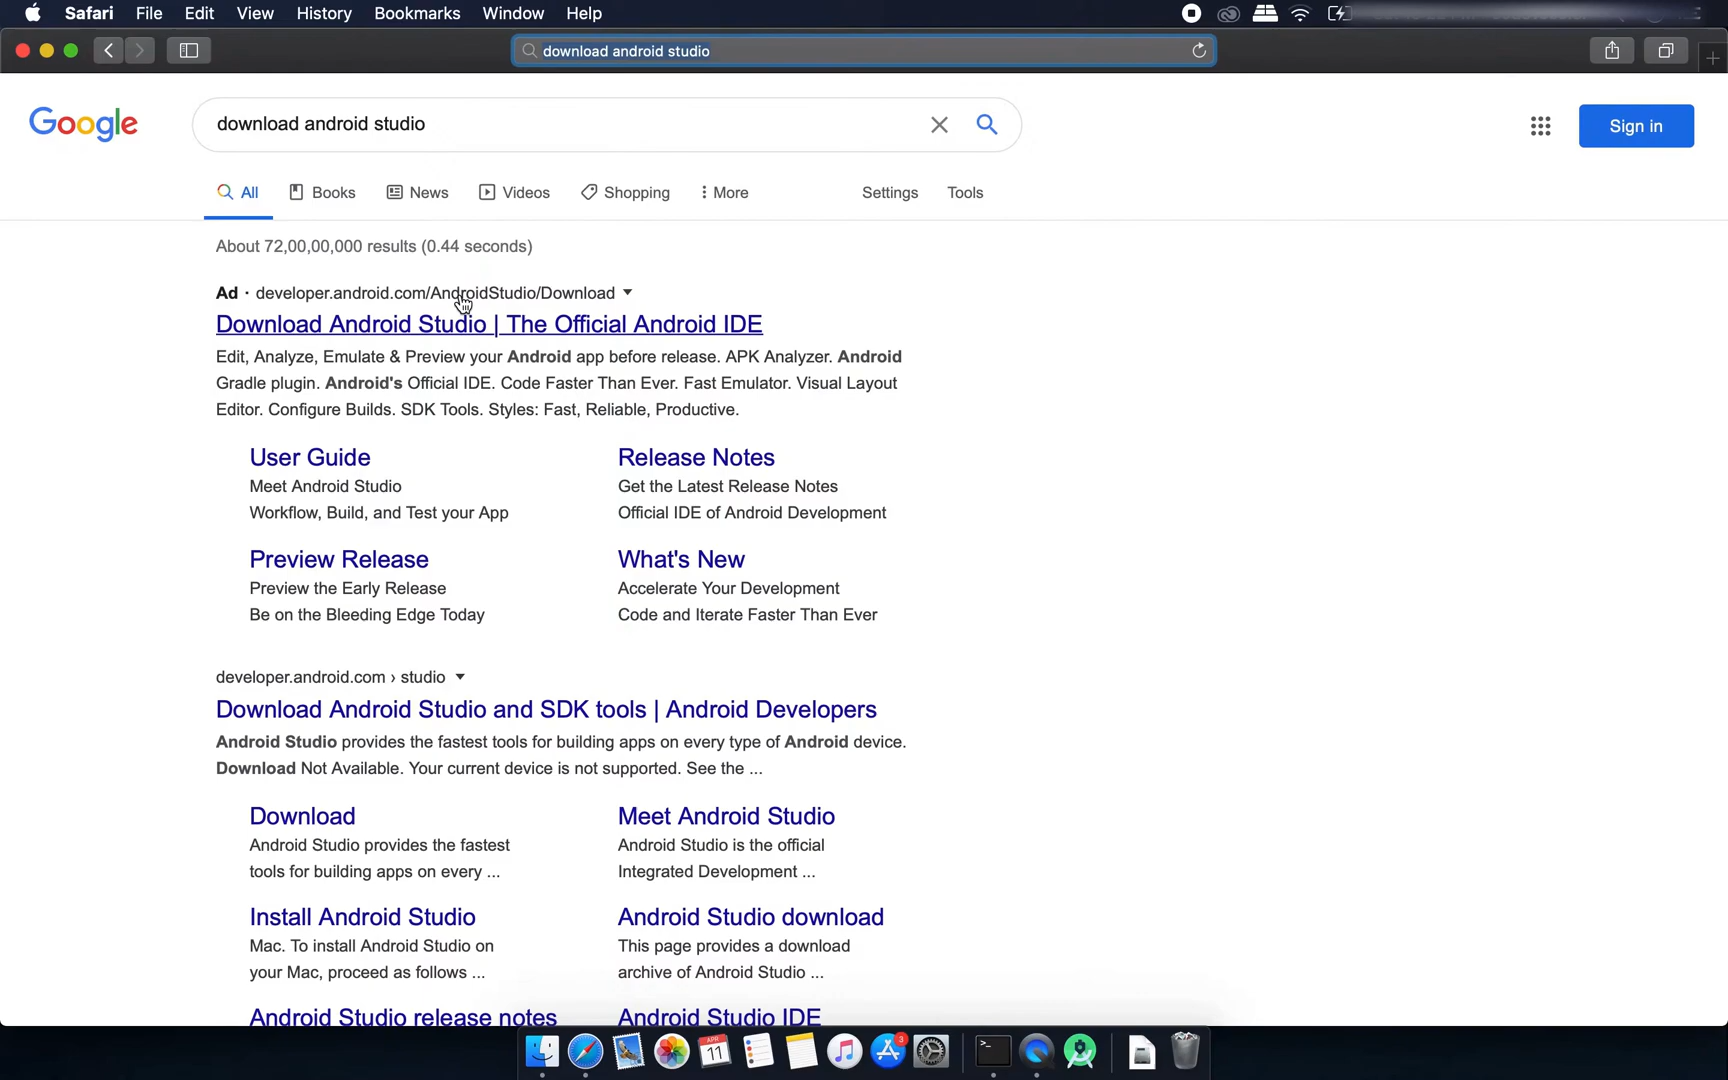 Safari File Edit View History Bookmarks Window Help
download android studio
Google
download android studio
Sign in
All Books News Videos Shopping More Settings Tools
About 72,00,00,000 results (0.44 seconds)
Ad · developer.android.com/AndroidStudio/Download
Download Android Studio | The Official Android IDE
Edit, Analyze, Emulate & Preview your Android app before release. APK Analyzer. Android
Gradle plugin. Android's Official IDE. Code Faster Than Ever. Fast Emulator. Visual Layout
Editor. Configure Builds. SDK Tools. Styles: Fast, Reliable, Productive.
User Guide
Meet Android Studio
Workflow, Build, and Test your App
Release Notes
Get the Latest Release Notes
Official IDE of Android Development
Preview Release
Preview the Early Release
Be on the Bleeding Edge Today
What's New
Accelerate Your Development
Code and Iterate Faster Than Ever
developer.android.com › studio
Download Android Studio and SDK tools | Android Developers
Android Studio provides the fastest tools for building apps on every type of Android device.
Download Not Available. Your current device is not supported. See the ...
Download
Android Studio provides the fastest
tools for building apps on every ...
Meet Android Studio
Android Studio is the official
Integrated Development ...
Install Android Studio
Mac. To install Android Studio on
your Mac, proceed as follows ...
Android Studio download
This page provides a download
archive of Android Studio ...
Android Studio release notes
Android Studio IDE
APR
11
3